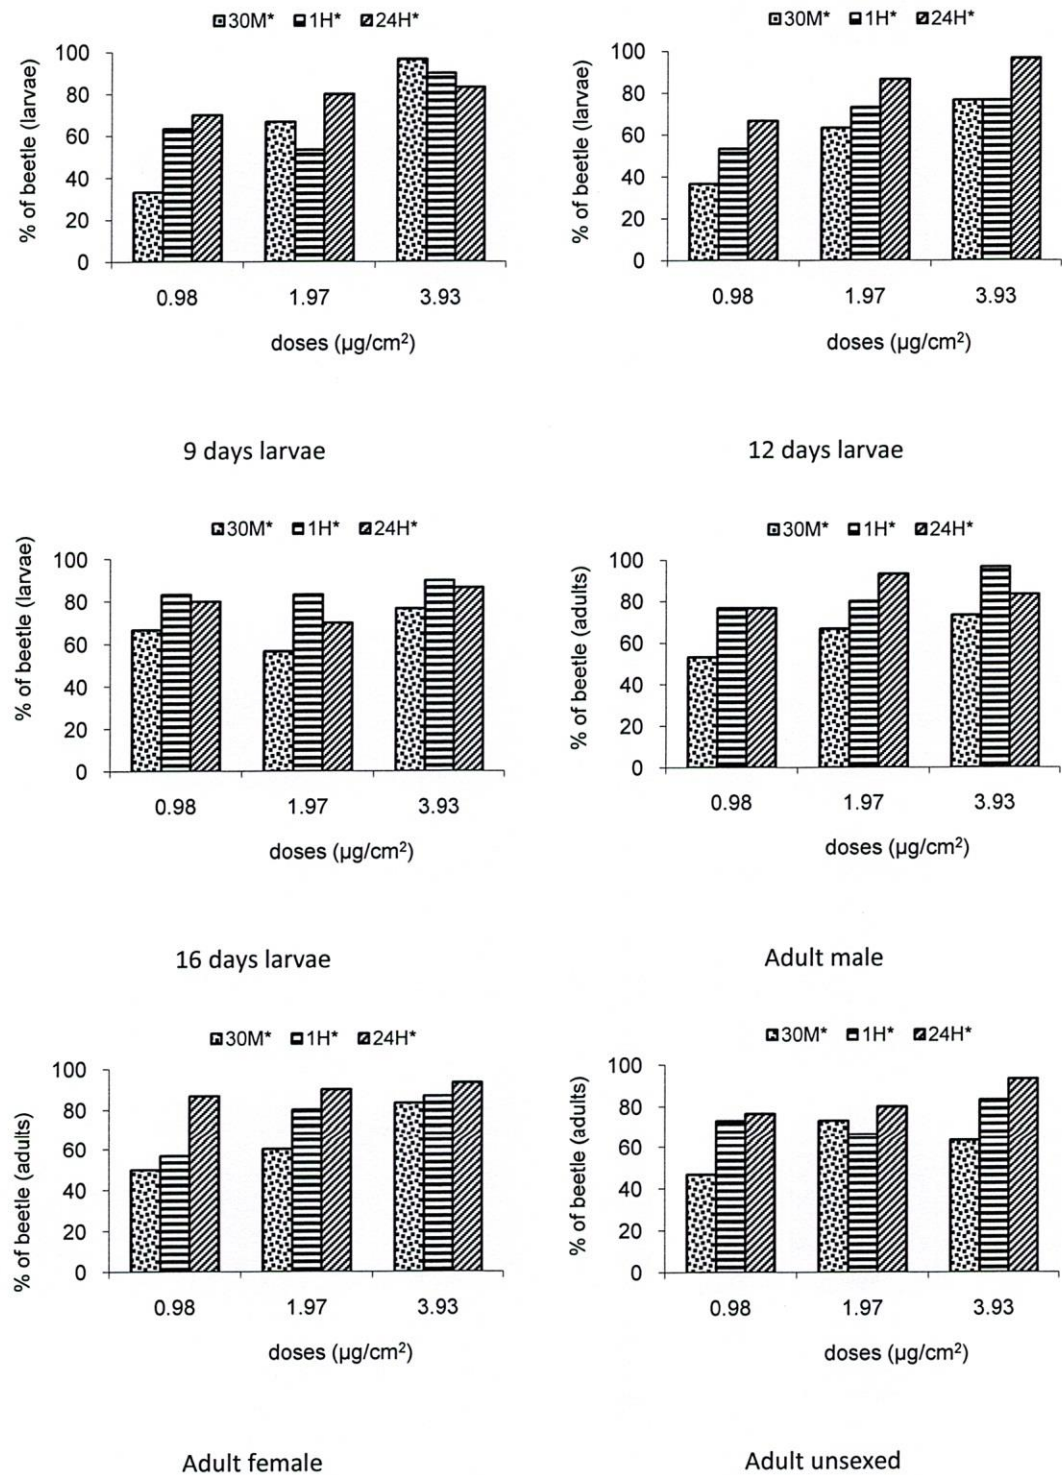 30M* 1H* 24H*
% of beetle (larvae)
100
80
60
40
20
0
0.98 1.97 3.93
doses (µg/cm²)
9 days larvae
30M* 1H* 24H*
% of beetle (larvae)
100
80
60
40
20
0
0.98 1.97 3.93
doses (µg/cm²)
12 days larvae
30M* 1H* 24H*
% of beetle (larvae)
100
80
60
40
20
0
0.98 1.97 3.93
doses (µg/cm²)
16 days larvae
30M* 1H* 24H*
% of beetle (adults)
100
80
60
40
20
0
0.98 1.97 3.93
doses (µg/cm²)
Adult male
30M* 1H* 24H*
% of beetle (adults)
100
80
60
40
20
0
0.98 1.97 3.93
doses (µg/cm²)
Adult female
30M* 1H* 24H*
% of beetle (adults)
100
80
60
40
20
0
0.98 1.97 3.93
doses (µg/cm²)
Adult unsexed